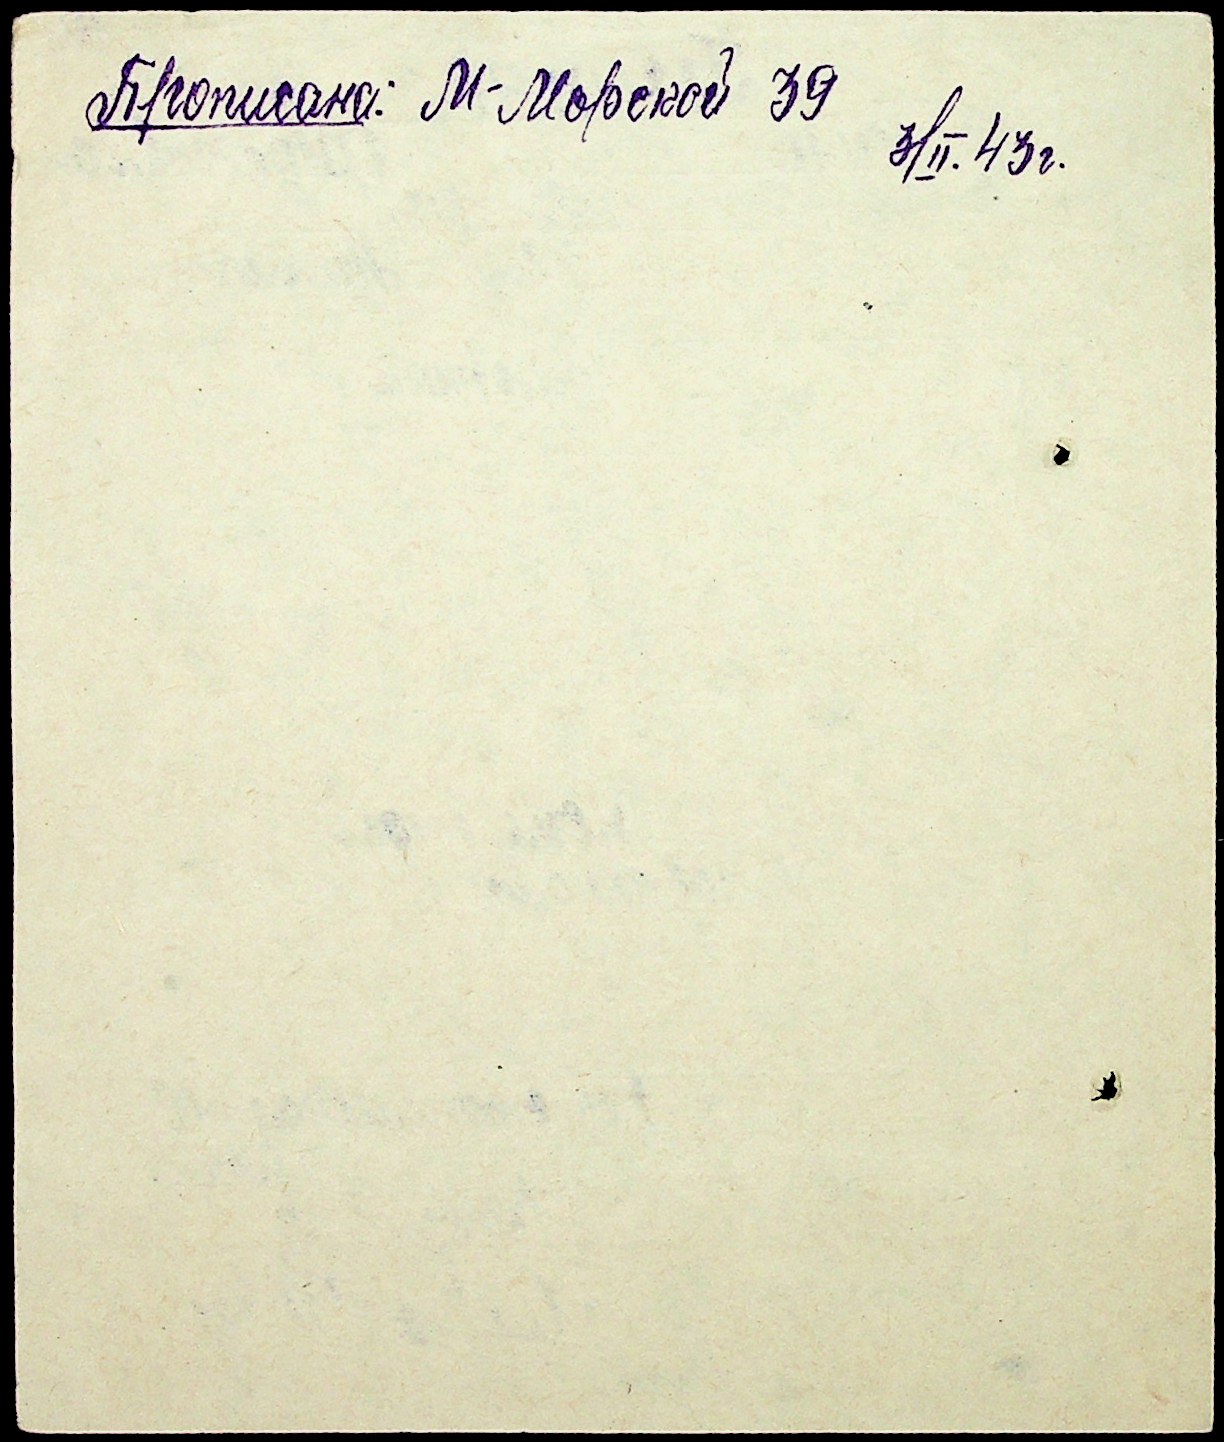 Прописана: М-Морской 39
3/II. 43г.